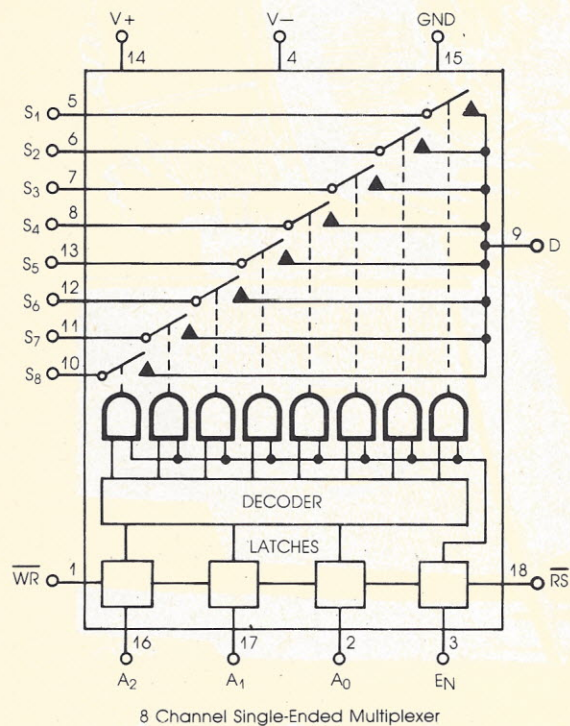 V+ V− GND
14 4 15
S1 5
S2 6
S3 7
S4 8
9 D
S5 13
S6 12
S7 11
S8 10
DECODER
LATCHES
WR 1 18 RS
16 17 2 3
A2 A1 A0 EN
8 Channel Single-Ended Multiplexer